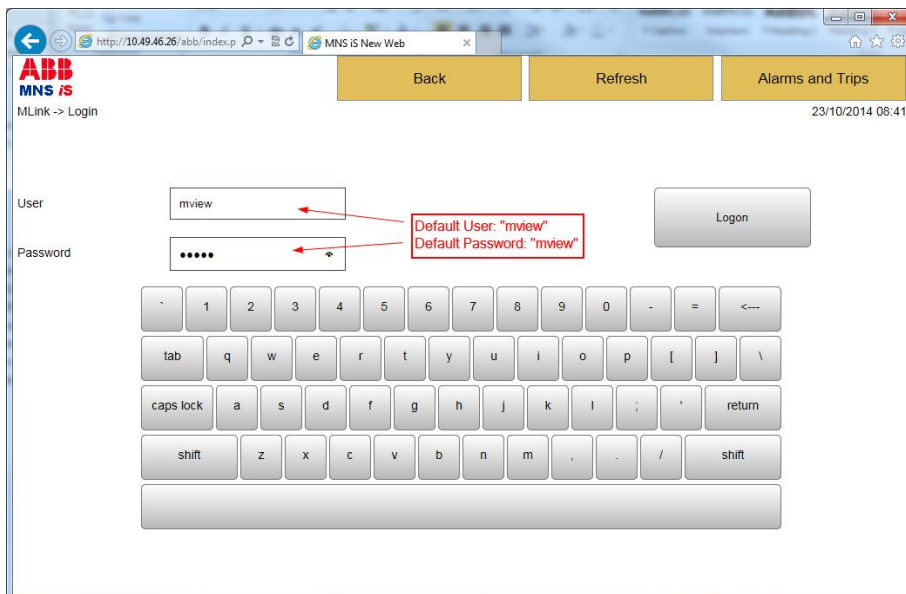 http://10.49.46.26/abb/index.p
MNS iS New Web
ABB
MNS iS
Back
Refresh
Alarms and Trips
MLink -> Login
23/10/2014 08:41
User
mview
Logon
Default User: "mview"
Default Password: "mview"
Password
•••••
` 1 2 3 4 5 6 7 8 9 0 - = <---
tab q w e r t y u i o p [ ] \
caps lock a s d f g h j k l ; ' return
shift z x c v b n m , . / shift